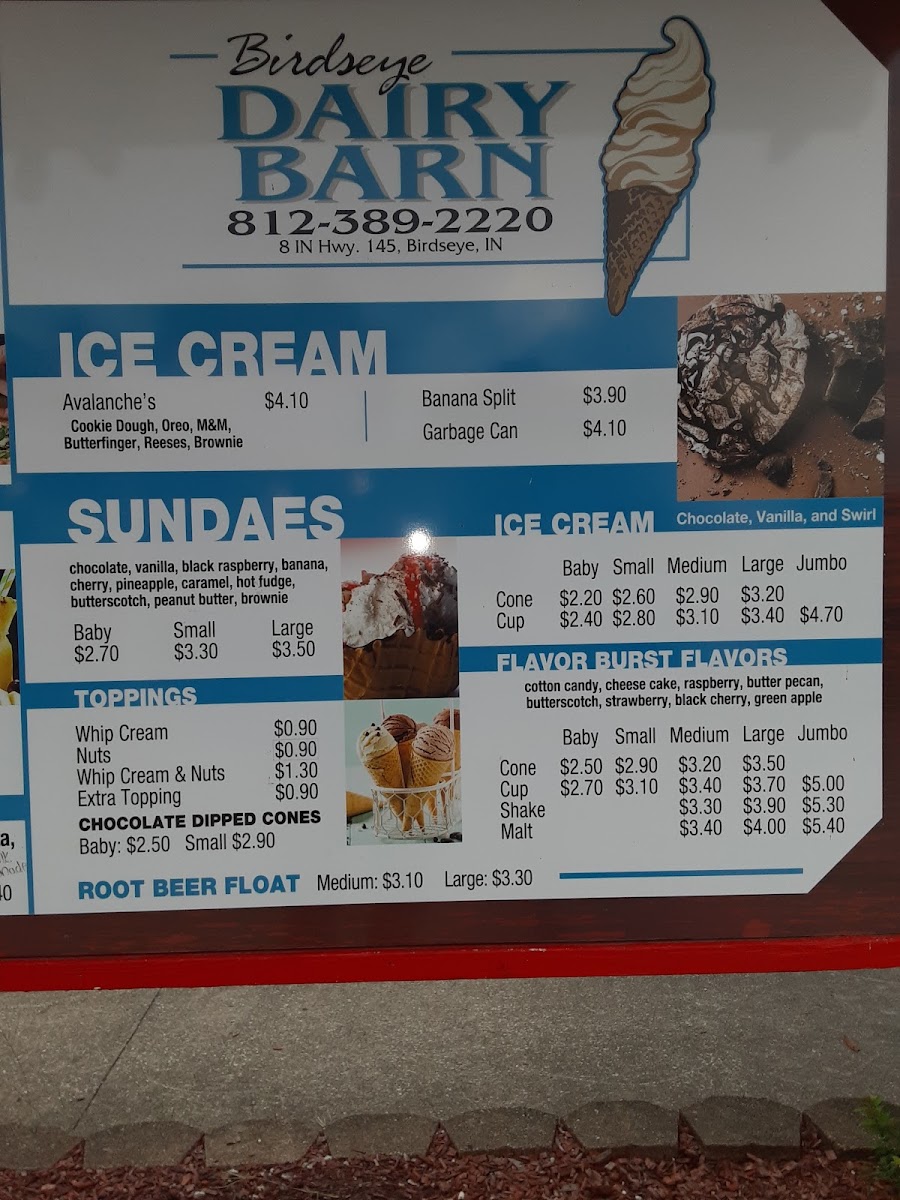 Birdseye
DAIRY
BARN
812-389-2220
8 IN Hwy. 145, Birdseye, IN
ICE CREAM
Avalanche's $4.10
Cookie Dough, Oreo, M&M,
Butterfinger, Reeses, Brownie
Banana Split $3.90
Garbage Can $4.10
SUNDAES
chocolate, vanilla, black raspberry, banana,
cherry, pineapple, caramel, hot fudge,
butterscotch, peanut butter, brownie
Baby Small Large
$2.70 $3.30 $3.50
TOPPINGS
Whip Cream $0.90
Nuts $0.90
Whip Cream & Nuts $1.30
Extra Topping $0.90
CHOCOLATE DIPPED CONES
Baby: $2.50 Small $2.90
ICE CREAM Chocolate, Vanilla, and Swirl
Baby Small Medium Large Jumbo
Cone $2.20 $2.60 $2.90 $3.20
Cup $2.40 $2.80 $3.10 $3.40 $4.70
FLAVOR BURST FLAVORS
cotton candy, cheese cake, raspberry, butter pecan,
butterscotch, strawberry, black cherry, green apple
Baby Small Medium Large Jumbo
Cone $2.50 $2.90 $3.20 $3.50
Cup $2.70 $3.10 $3.40 $3.70 $5.00
Shake $3.30 $3.90 $5.30
Malt $3.40 $4.00 $5.40
ROOT BEER FLOAT Medium: $3.10 Large: $3.30